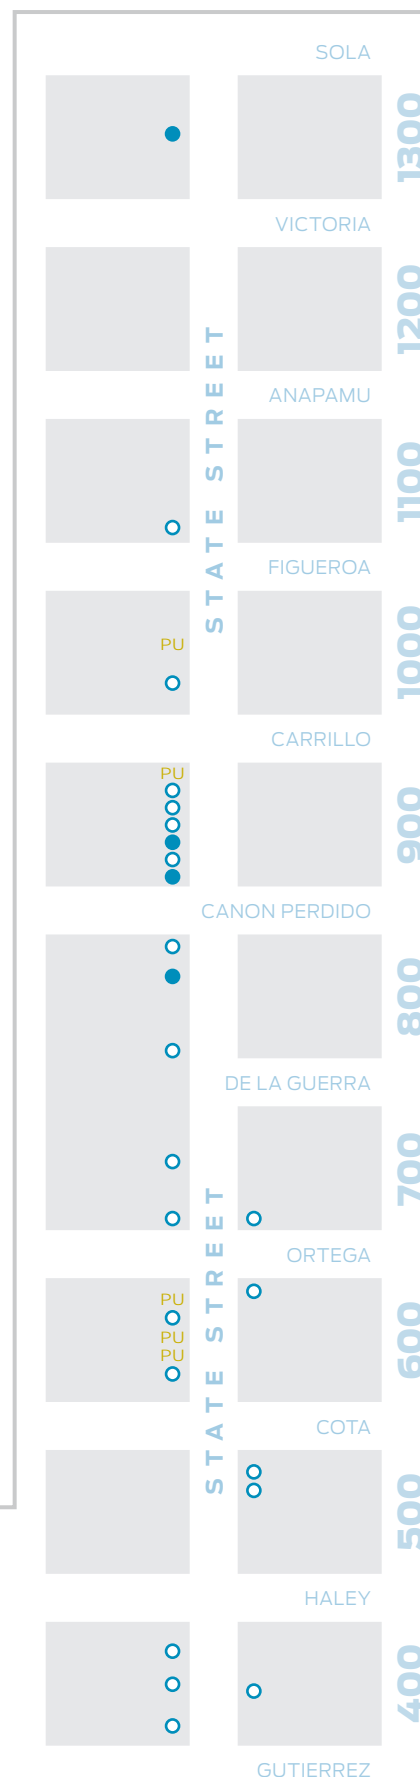 SOLA
1300
VICTORIA
1200
STATE STREET
ANAPAMU
1100
FIGUEROA
PU
1000
CARRILLO
PU
900
CANON PERDIDO
800
DE LA GUERRA
700
STATE STREET
ORTEGA
PU
PU
PU
600
COTA
500
HALEY
400
GUTIERREZ